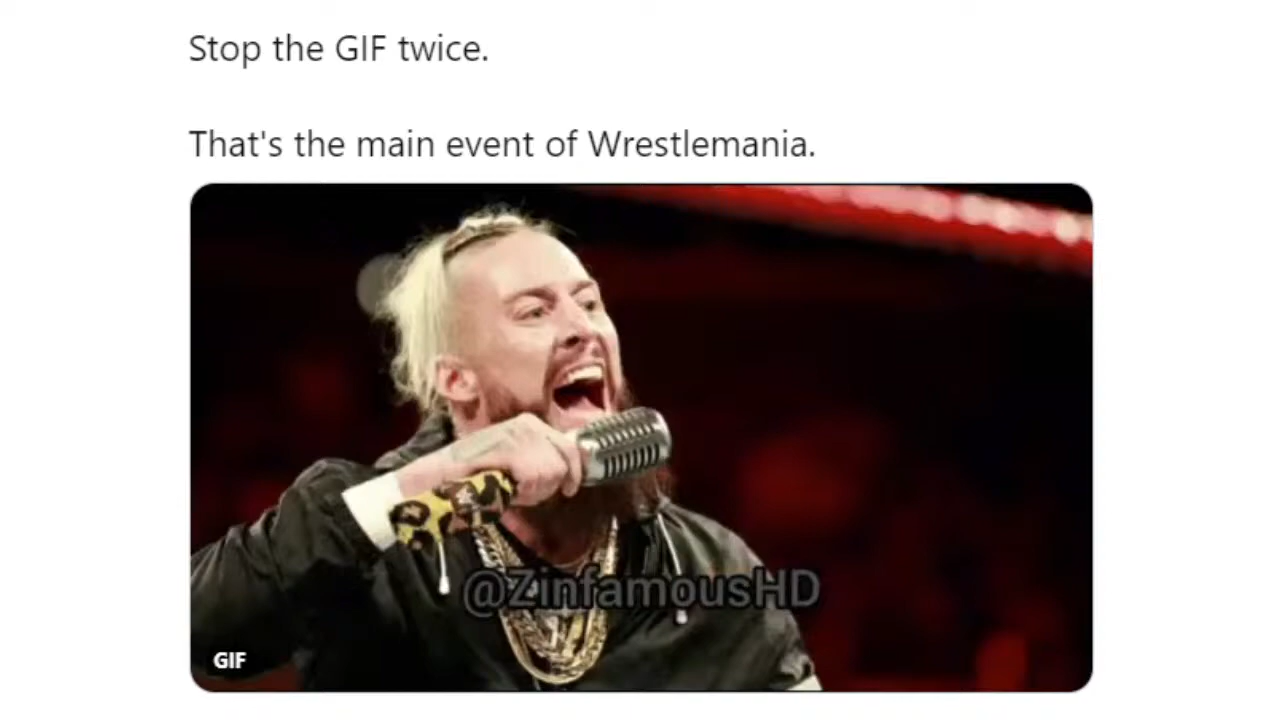 Stop the GIF twice.
That's the main event of Wrestlemania.
@ZinfamousHD
GIF